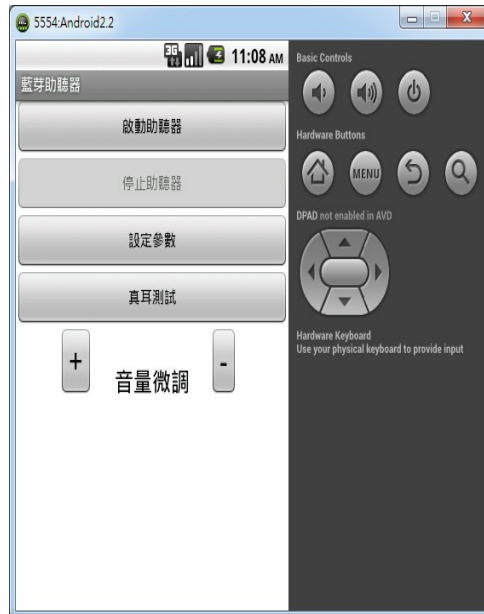 5554:Android2.2
3G 11:08 AM
藍芽助聽器
啟動助聽器
停止助聽器
設定參數
真耳測試
+ 音量微調 -
Basic Controls
Hardware Buttons
MENU
DPAD not enabled in AVD
Hardware Keyboard
Use your physical keyboard to provide input